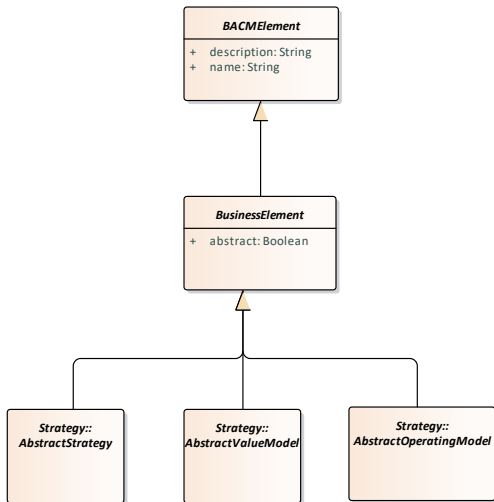 BACMElement
+ description: String
+ name: String
BusinessElement
+ abstract: Boolean
Strategy::
AbstractStrategy
Strategy::
AbstractValueModel
Strategy::
AbstractOperatingModel